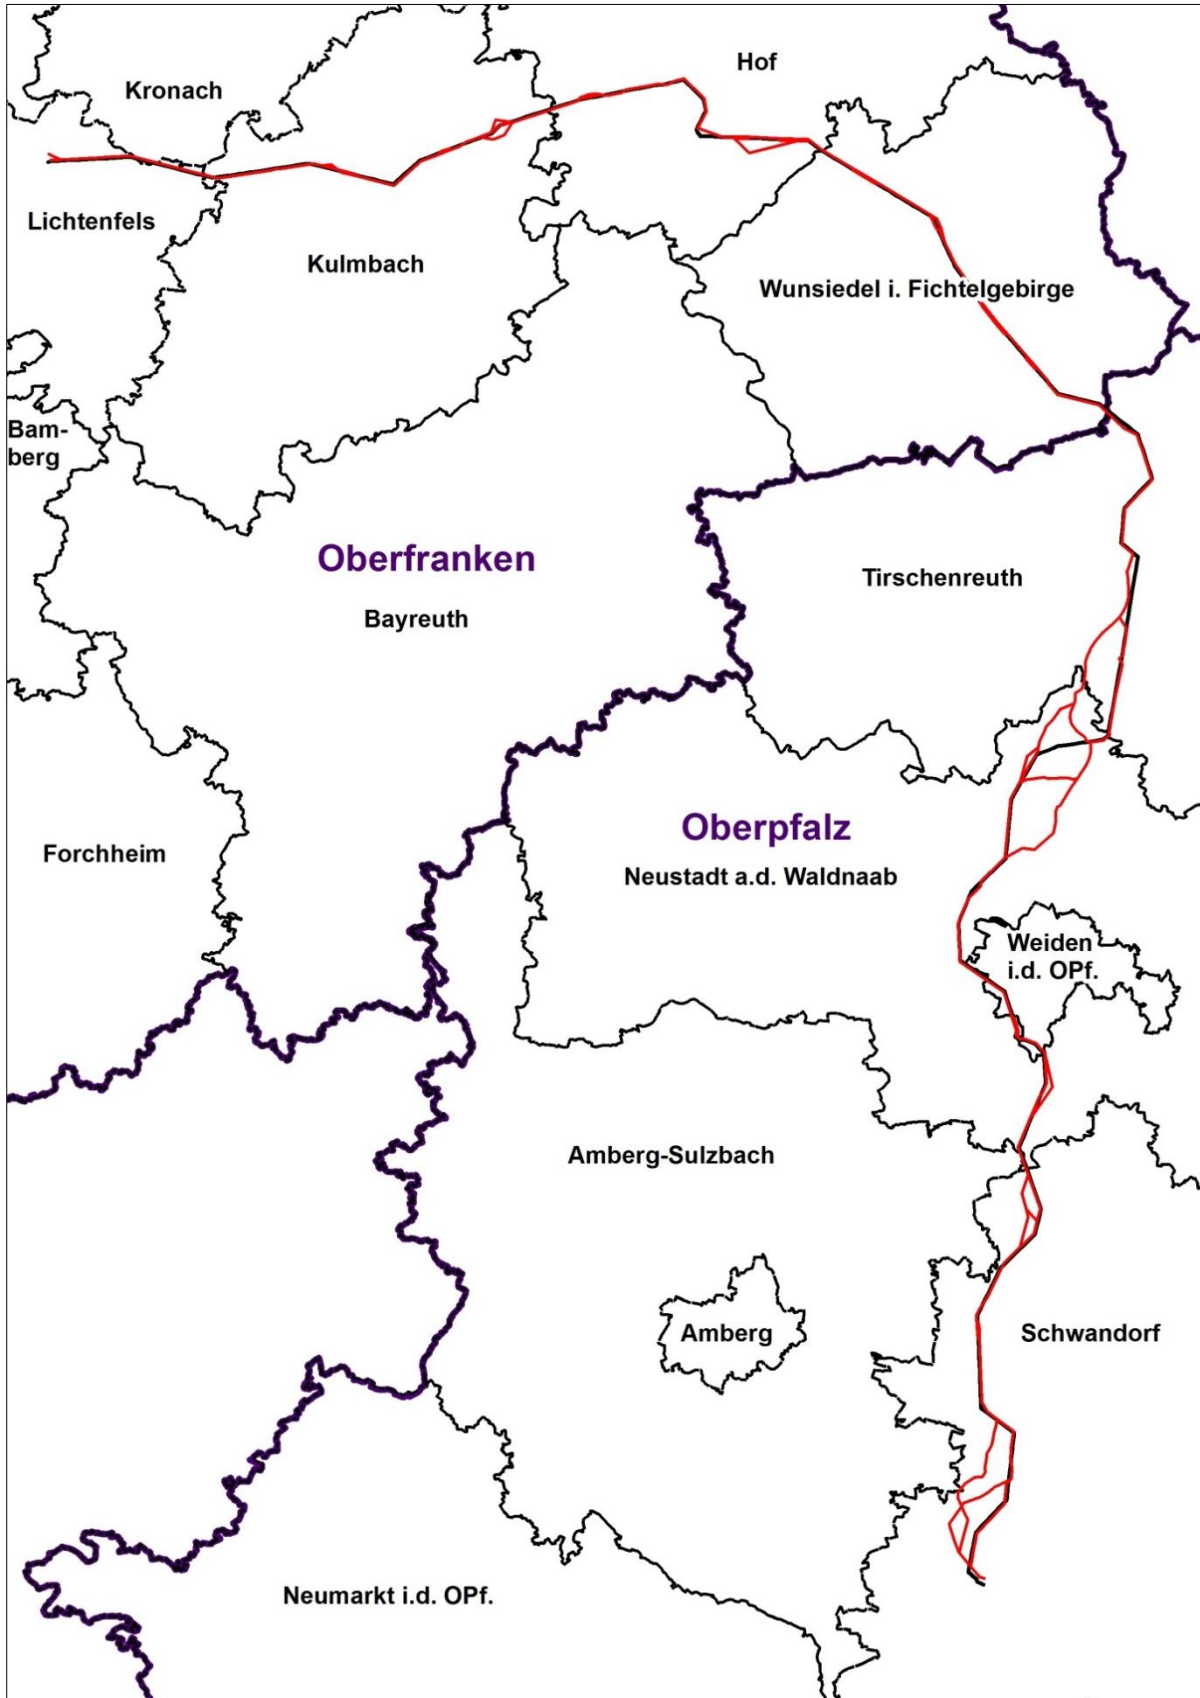 Hof
Kronach
Lichtenfels
Kulmbach
Wunsiedel i. Fichtelgebirge
Bam-
berg
Oberfranken
Tirschenreuth
Bayreuth
Oberpfalz
Forchheim
Neustadt a.d. Waldnaab
Weiden
i.d. OPf.
Amberg-Sulzbach
Amberg
Schwandorf
Neumarkt i.d. OPf.